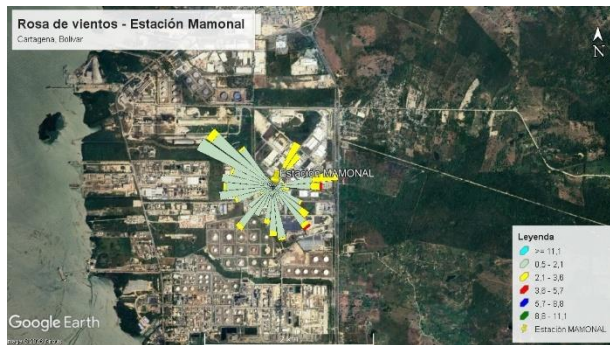 Rosa de vientos - Estación Mamonal
Cartagena, Bolivar
N
Estación MAMONAL
Leyenda
>= 11,1
0,5 - 2,1
2,1 - 3,6
3,6 - 5,7
5,7 - 8,8
8,8 - 11,1
Estación MAMONAL
Google Earth